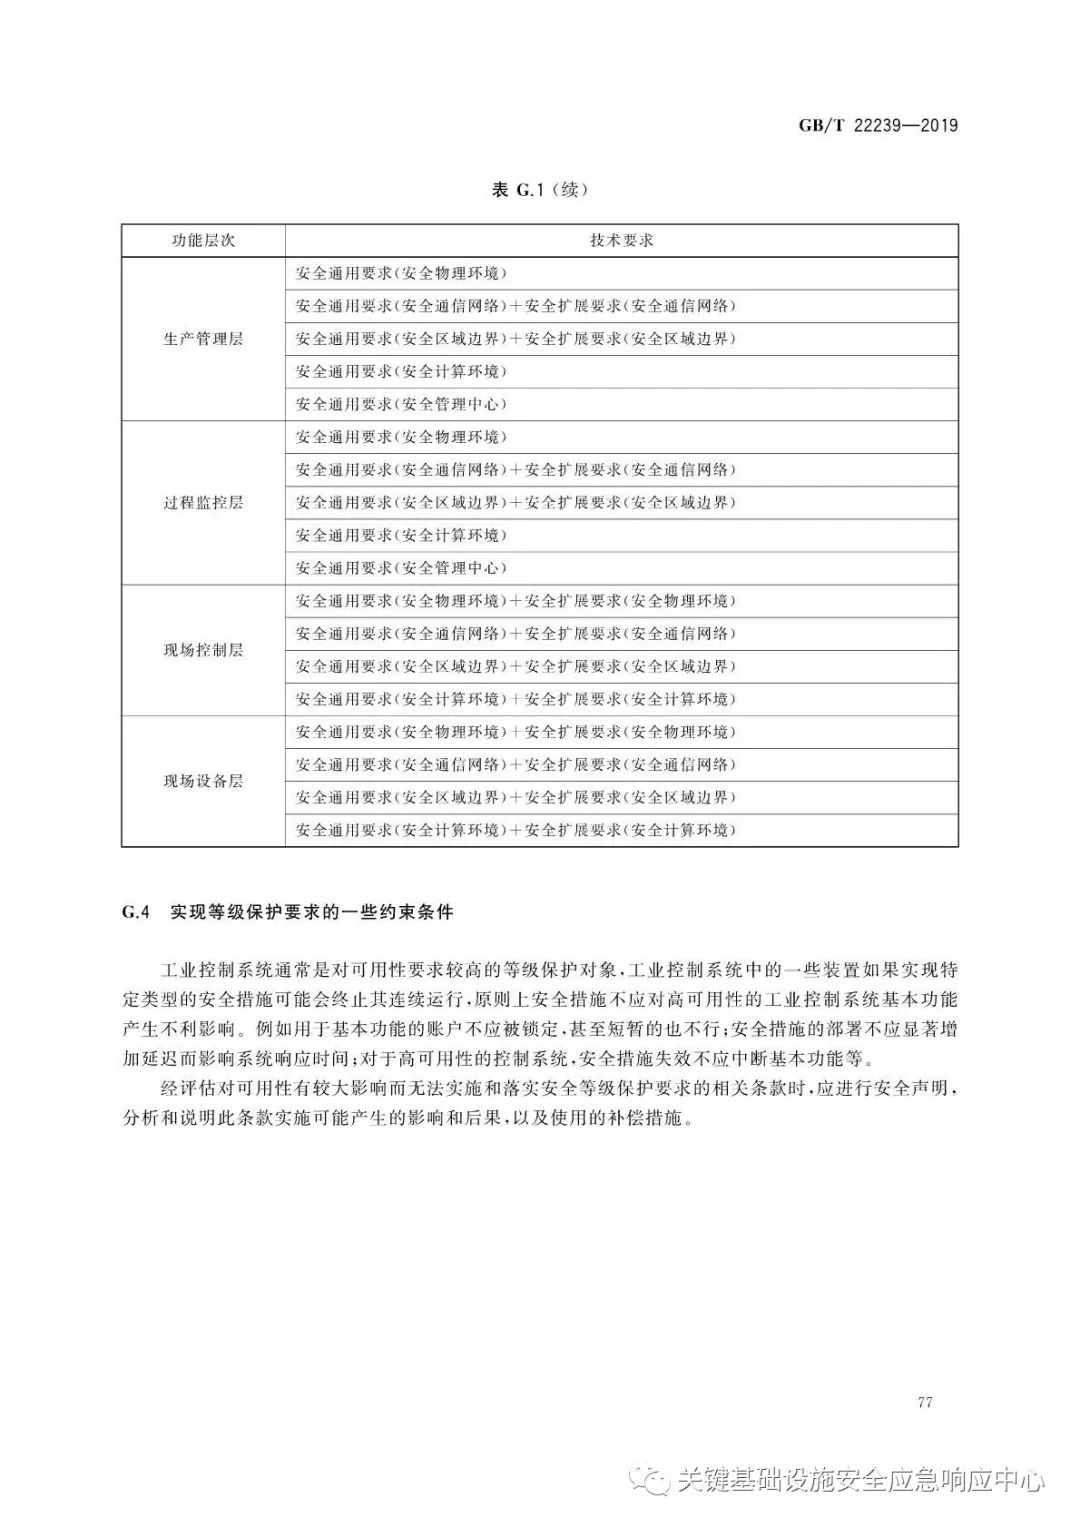 GB/T 22239—2019
表 G.1（续）
功能层次 技术要求
生产管理层
安全通用要求(安全物理环境)
安全通用要求(安全通信网络)+安全扩展要求(安全通信网络)
安全通用要求(安全区域边界)+安全扩展要求(安全区域边界)
安全通用要求(安全计算环境)
安全通用要求(安全管理中心)
过程监控层
安全通用要求(安全物理环境)
安全通用要求(安全通信网络)+安全扩展要求(安全通信网络)
安全通用要求(安全区域边界)+安全扩展要求(安全区域边界)
安全通用要求(安全计算环境)
安全通用要求(安全管理中心)
现场控制层
安全通用要求(安全物理环境)+安全扩展要求(安全物理环境)
安全通用要求(安全通信网络)+安全扩展要求(安全通信网络)
安全通用要求(安全区域边界)+安全扩展要求(安全区域边界)
安全通用要求(安全计算环境)+安全扩展要求(安全计算环境)
现场设备层
安全通用要求(安全物理环境)+安全扩展要求(安全物理环境)
安全通用要求(安全通信网络)+安全扩展要求(安全通信网络)
安全通用要求(安全区域边界)+安全扩展要求(安全区域边界)
安全通用要求(安全计算环境)+安全扩展要求(安全计算环境)
G.4 实现等级保护要求的一些约束条件
工业控制系统通常是对可用性要求较高的等级保护对象,工业控制系统中的一些装置如果实现特
定类型的安全措施可能会终止其连续运行,原则上安全措施不应对高可用性的工业控制系统基本功能
产生不利影响。例如用于基本功能的账户不应被锁定,甚至短暂的也不行;安全措施的部署不应显著增
加延迟而影响系统响应时间;对于高可用性的控制系统,安全措施失效不应中断基本功能等。
经评估对可用性有较大影响而无法实施和落实安全等级保护要求的相关条款时,应进行安全声明,
分析和说明此条款实施可能产生的影响和后果,以及使用的补偿措施。
77
关键基础设施安全应急响应中心